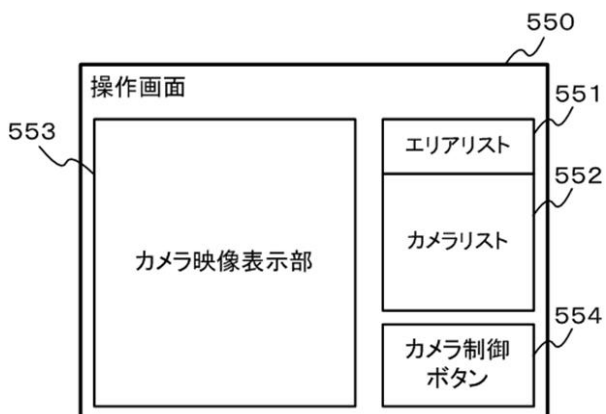 550
操作画面
551
553
エリアリスト
552
カメラリスト
カメラ映像表示部
554
カメラ制御
ボタン